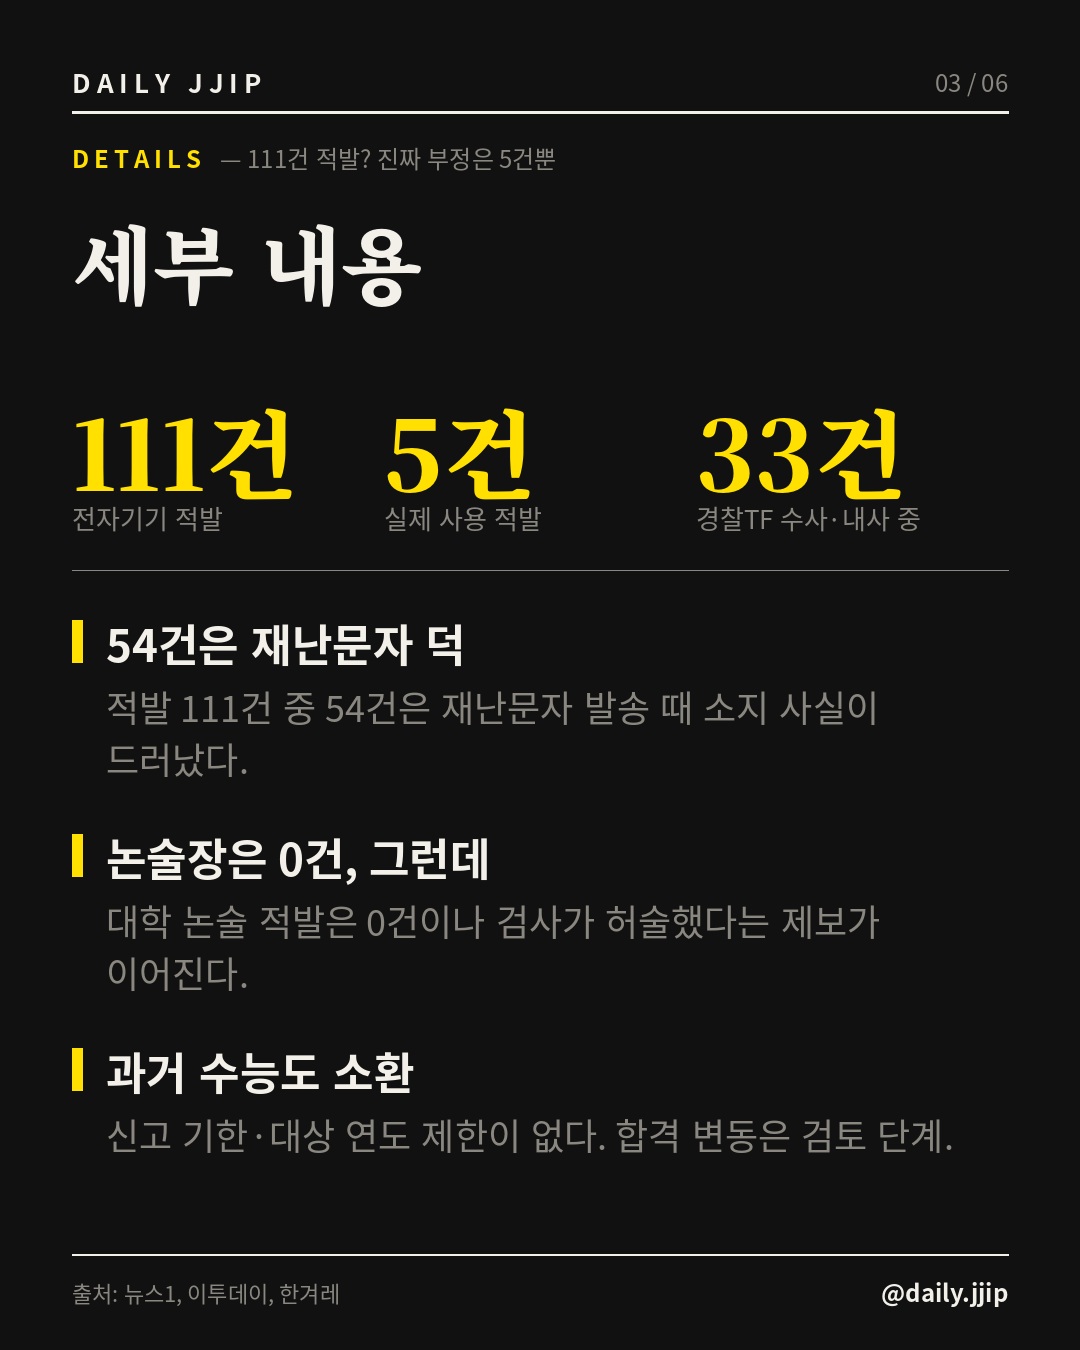 DAILY JJIP
03 / 06
DETAILS — 111건 적발? 진짜 부정은 5건뿐
세부 내용
111건 5건 33건
전자기기 적발 실제 사용 적발 경찰TF 수사·내사 중
54건은 재난문자 덕
적발 111건 중 54건은 재난문자 발송 때 소지 사실이
드러났다.
논술장은 0건, 그런데
대학 논술 적발은 0건이나 검사가 허술했다는 제보가
이어진다.
과거 수능도 소환
신고 기한·대상 연도 제한이 없다. 합격 변동은 검토 단계.
출처: 뉴스1, 이투데이, 한겨레
@daily.jjip